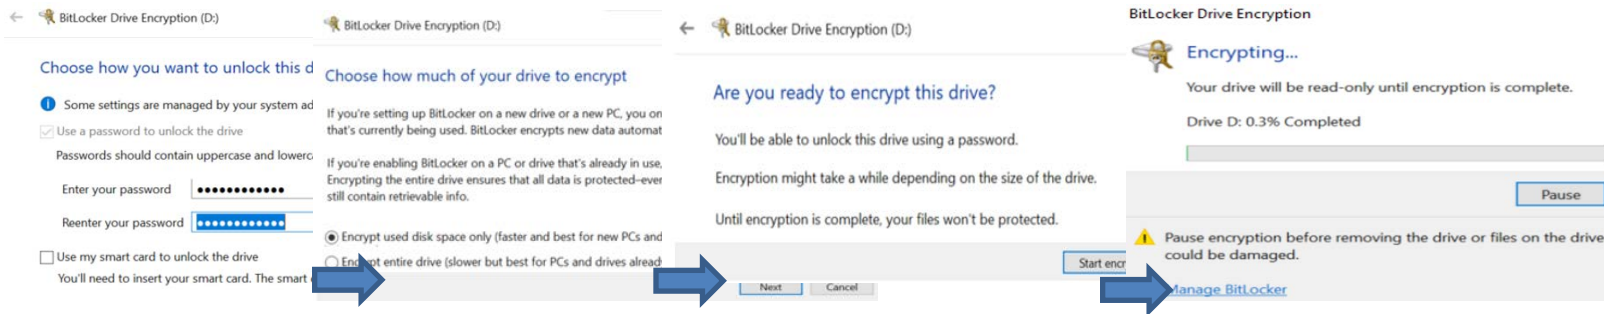 BitLocker Drive Encryption (D:)
Choose how you want to unlock this d
Some settings are managed by your system ad
Use a password to unlock the drive
Passwords should contain uppercase and lowerc
Enter your password
Reenter your password
Use my smart card to unlock the drive
You'll need to insert your smart card. The smart
BitLocker Drive Encryption (D:)
Choose how much of your drive to encrypt
If you're setting up BitLocker on a new drive or a new PC, you on
that's currently being used. BitLocker encrypts new data automat
If you're enabling BitLocker on a PC or drive that's already in use,
Encrypting the entire drive ensures that all data is protected–ever
still contain retrievable info.
Encrypt used disk space only (faster and best for new PCs and
Encrypt entire drive (slower but best for PCs and drives alread
BitLocker Drive Encryption (D:)
Are you ready to encrypt this drive?
You'll be able to unlock this drive using a password.
Encryption might take a while depending on the size of the drive.
Until encryption is complete, your files won't be protected.
Start encr
Next Cancel
BitLocker Drive Encryption
Encrypting...
Your drive will be read-only until encryption is complete.
Drive D: 0.3% Completed
Pause
Pause encryption before removing the drive or files on the drive
could be damaged.
Manage BitLocker